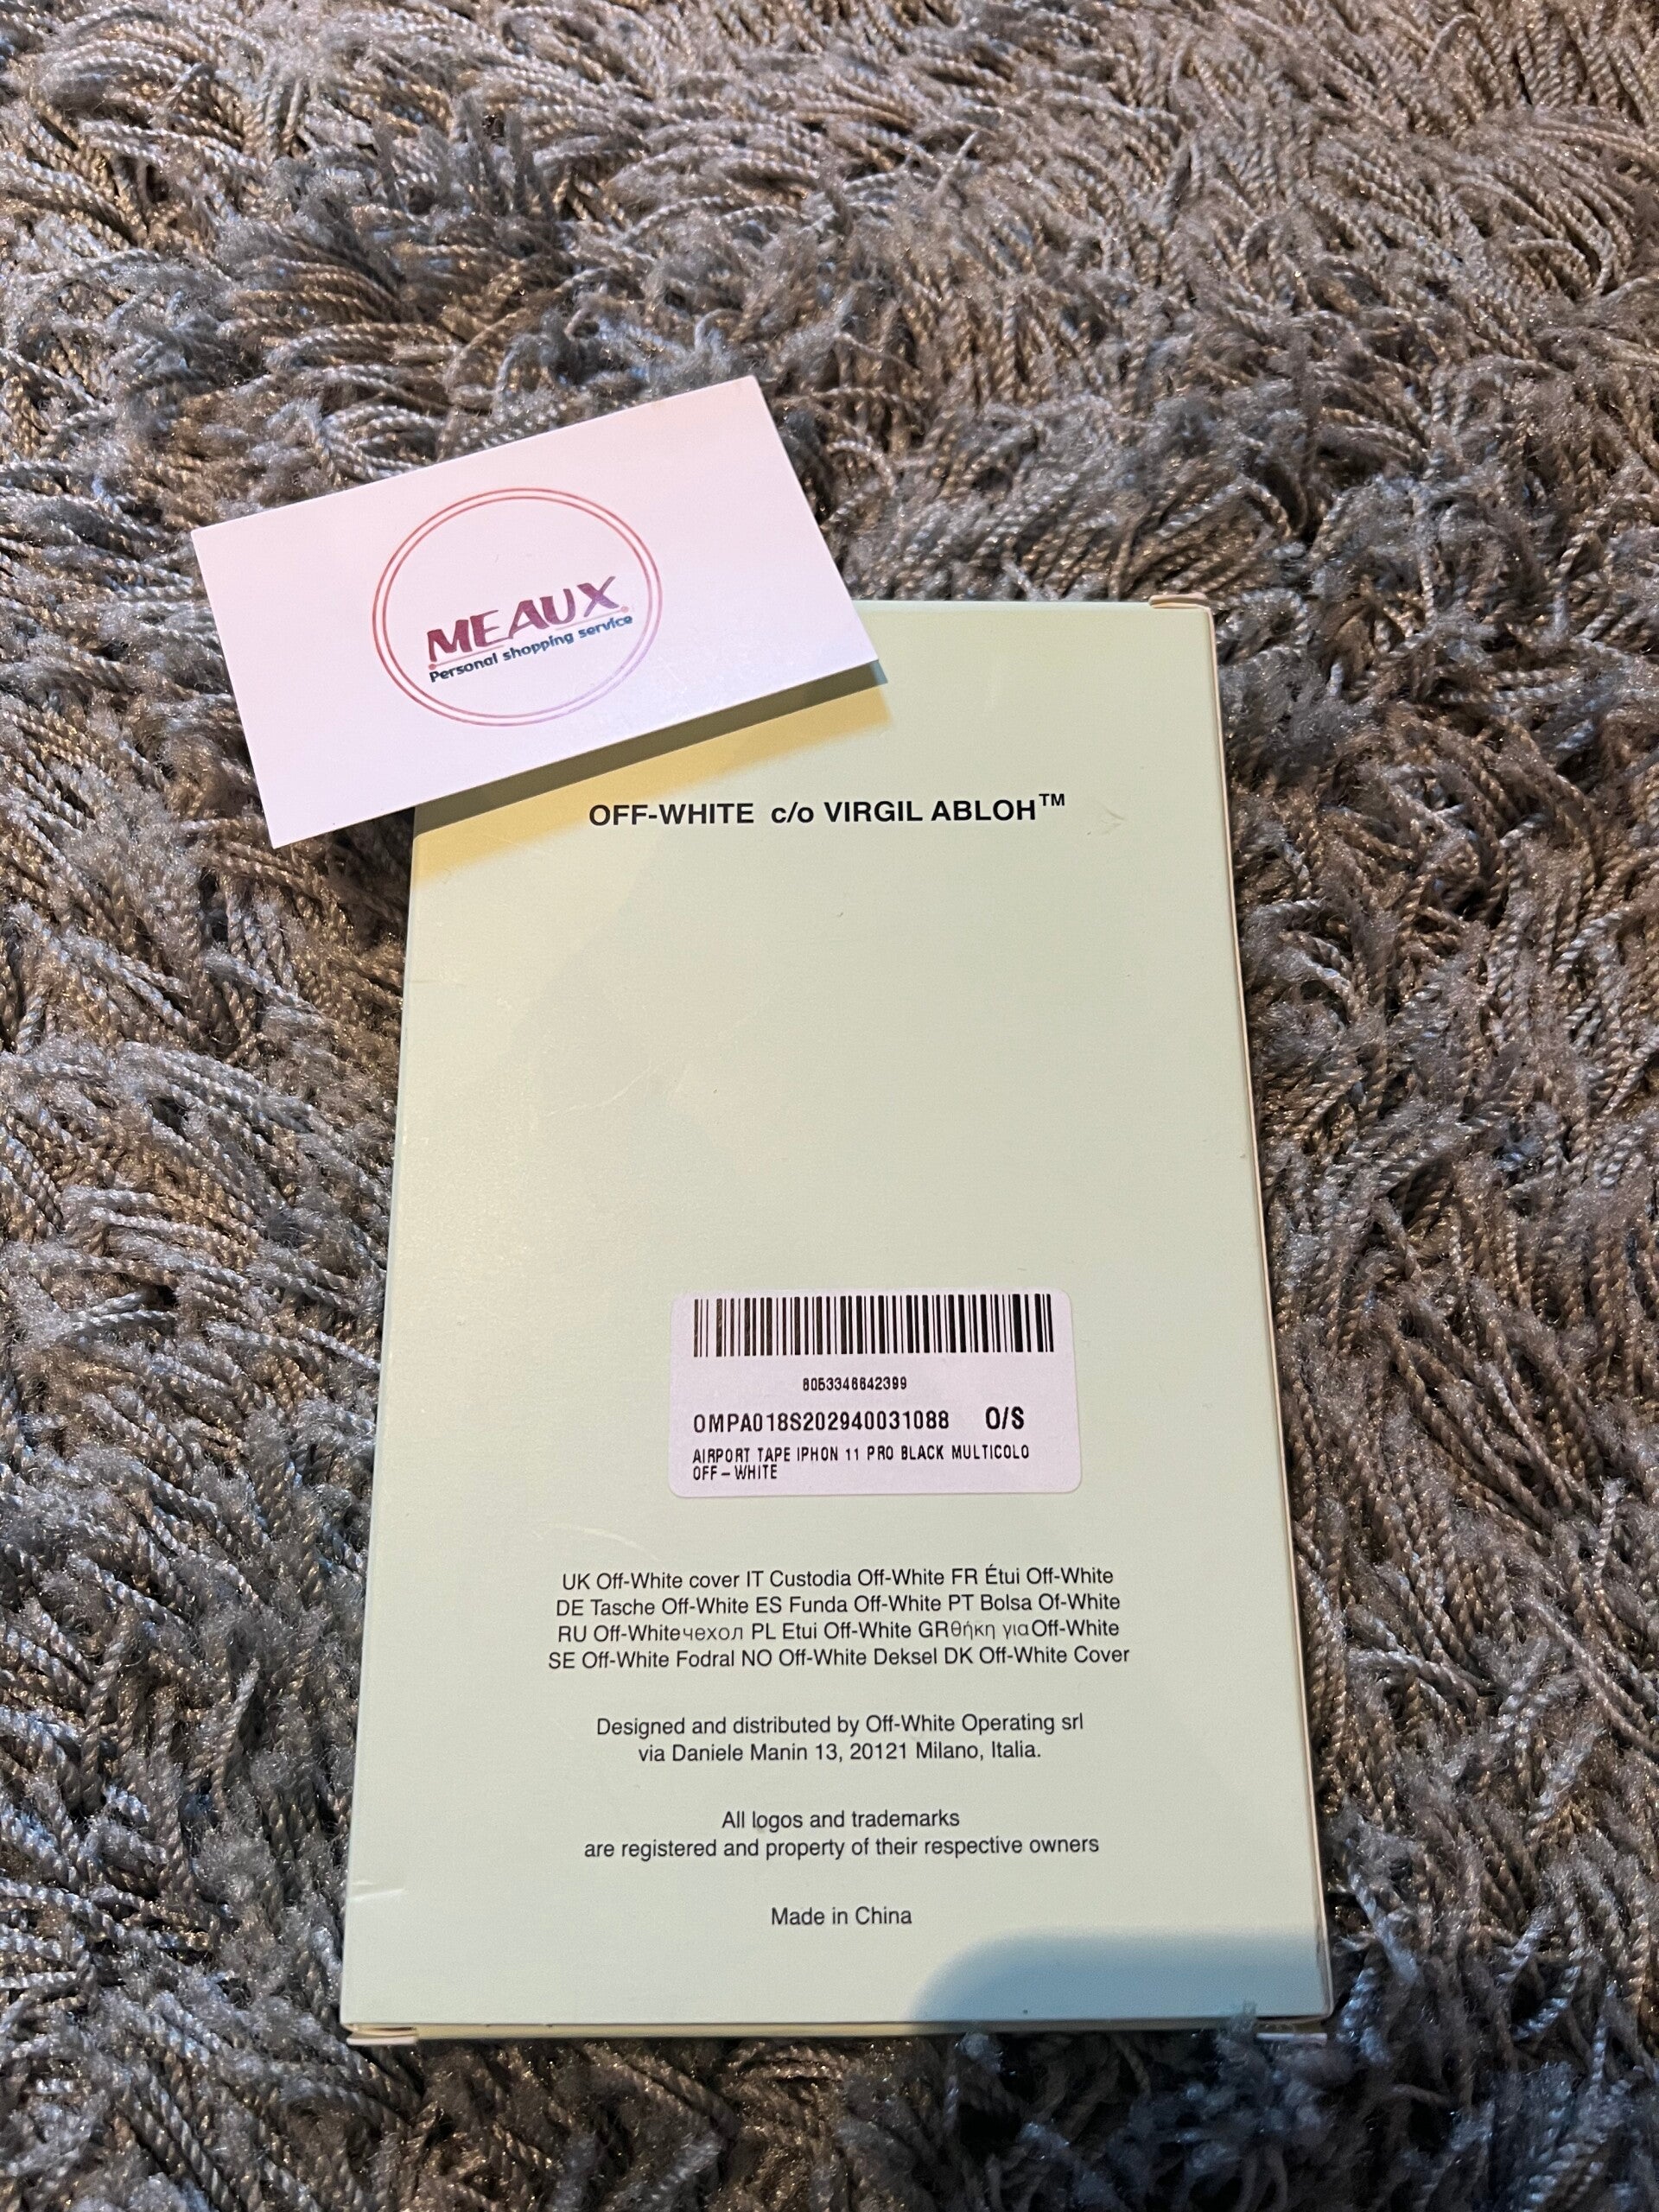 MEAUX
Personal shopping service
OFF-WHITE c/o VIRGIL ABLOH™
8053346642399
OMPA018S202940031088 O/S
AIRPORT TAPE IPHON 11 PRO BLACK MULTICOLO
OFF-WHITE
UK Off-White cover IT Custodia Off-White FR Étui Off-White
DE Tasche Off-White ES Funda Off-White PT Bolsa Of-White
RU Off-Whiteчехол PL Etui Off-White GRθήκη γιαOff-White
SE Off-White Fodral NO Off-White Deksel DK Off-White Cover
Designed and distributed by Off-White Operating srl
via Daniele Manin 13, 20121 Milano, Italia.
All logos and trademarks
are registered and property of their respective owners
Made in China